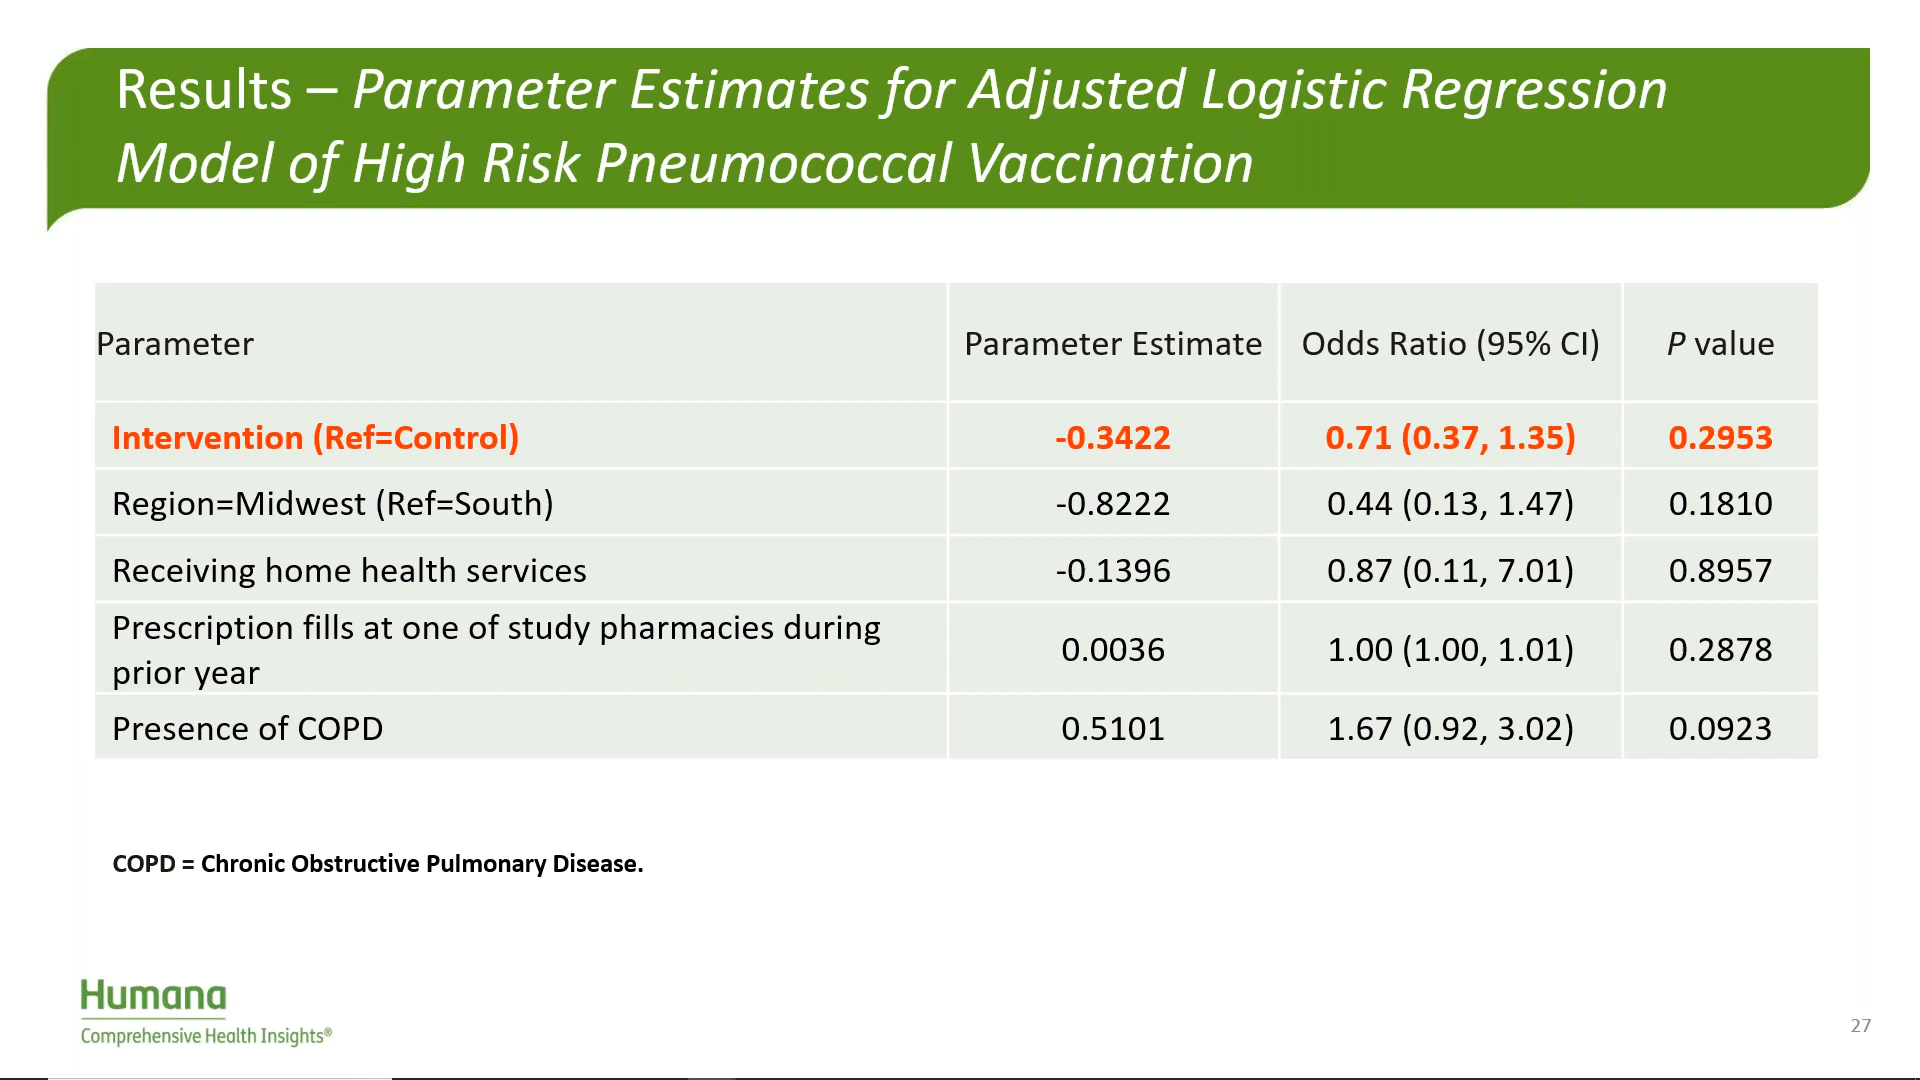 Results – Parameter Estimates for Adjusted Logistic Regression
Model of High Risk Pneumococcal Vaccination
Parameter Parameter Estimate Odds Ratio (95% CI) P value
Intervention (Ref=Control) -0.3422 0.71 (0.37, 1.35) 0.2953
Region=Midwest (Ref=South) -0.8222 0.44 (0.13, 1.47) 0.1810
Receiving home health services -0.1396 0.87 (0.11, 7.01) 0.8957
Prescription fills at one of study pharmacies during
prior year 0.0036 1.00 (1.00, 1.01) 0.2878
Presence of COPD 0.5101 1.67 (0.92, 3.02) 0.0923
COPD = Chronic Obstructive Pulmonary Disease.
Humana
Comprehensive Health Insights®
27